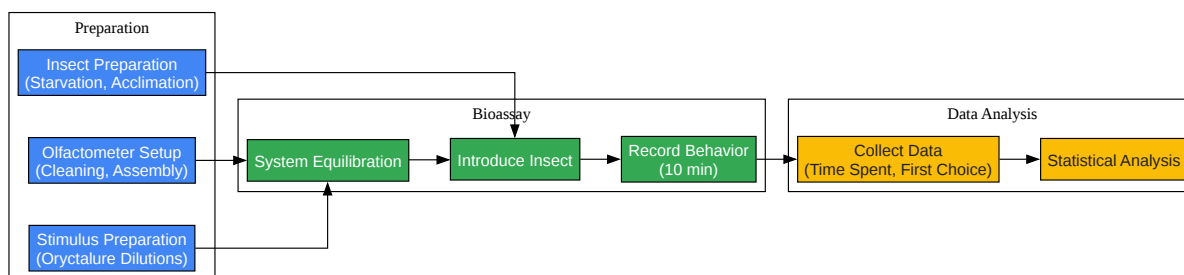 Preparation
Insect Preparation
(Starvation, Acclimation)
Olfactometer Setup
(Cleaning, Assembly)
Stimulus Preparation
(Oryctalure Dilutions)
Bioassay
System Equilibration
Introduce Insect
Record Behavior
(10 min)
Data Analysis
Collect Data
(Time Spent, First Choice)
Statistical Analysis